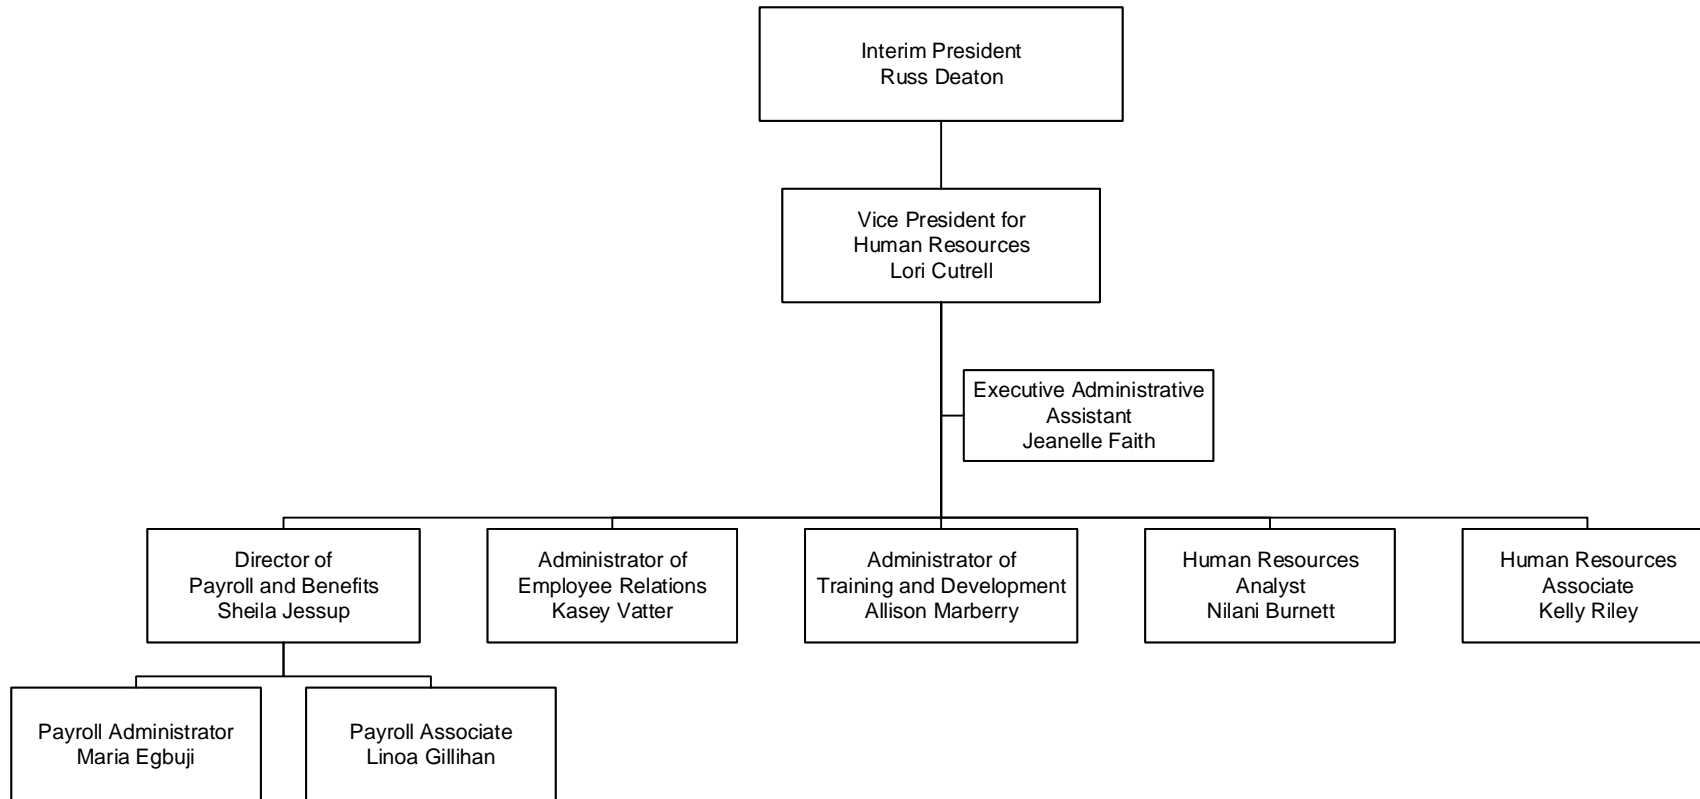 Interim President
Russ Deaton
Vice President for
Human Resources
Lori Cutrell
Executive Administrative
Assistant
Jeanelle Faith
Director of
Payroll and Benefits
Sheila Jessup
Administrator of
Employee Relations
Kasey Vatter
Administrator of
Training and Development
Allison Marberry
Human Resources
Analyst
Nilani Burnett
Human Resources
Associate
Kelly Riley
Payroll Administrator
Maria Egbuji
Payroll Associate
Linoa Gillihan